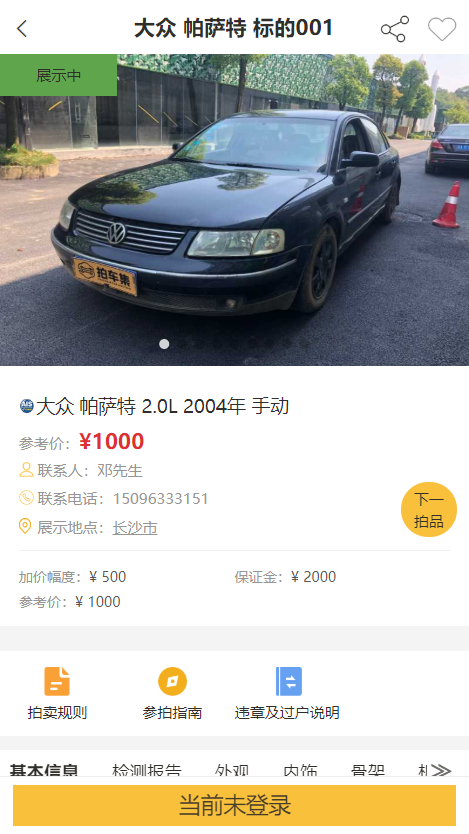 大众 帕萨特 标的001
展示中
拍车集
大众 帕萨特 2.0L 2004年 手动
参考价：¥1000
联系人：邓先生
联系电话：15096333151
展示地点：长沙市
下一
拍品
加价幅度：¥ 500
保证金：¥ 2000
参考价：¥ 1000
拍卖规则
参拍指南
违章及过户说明
基本信息
检测报告
外观
内饰
骨架
当前未登录